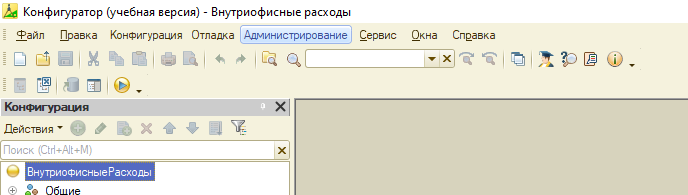 Конфигуратор (учебная версия) - Внутриофисные расходы
Файл Правка Конфигурация Отладка Администрирование Сервис Окна Справка
Конфигурация
Действия
Поиск (Ctrl+Alt+M)
ВнутриофисныеРасходы
Общие